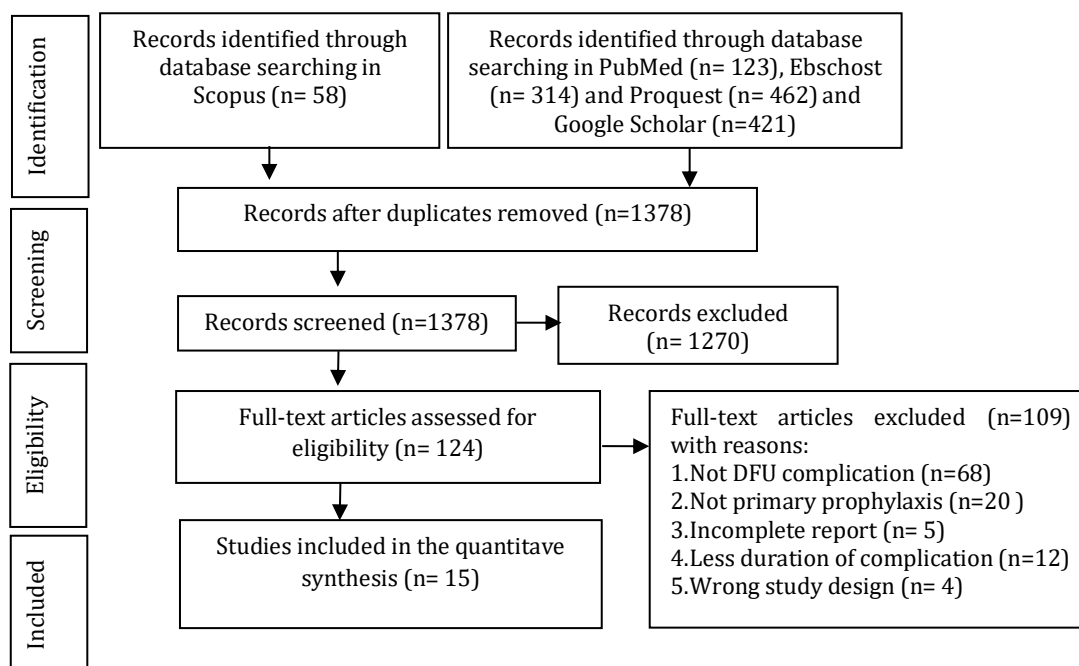 Identification
Records identified through
database searching in
Scopus (n= 58)
Records identified through database
searching in PubMed (n= 123), Ebschost
(n= 314) and Proquest (n= 462) and
Google Scholar (n=421)
Records after duplicates removed (n=1378)
Screening
Records screened (n=1378)
Records excluded
(n= 1270)
Eligibility
Full-text articles assessed for
eligibility (n= 124)
Full-text articles excluded (n=109)
with reasons:
1.Not DFU complication (n=68)
2.Not primary prophylaxis (n=20 )
3.Incomplete report (n= 5)
4.Less duration of complication (n=12)
5.Wrong study design (n= 4)
Included
Studies included in the quantitave
synthesis (n= 15)